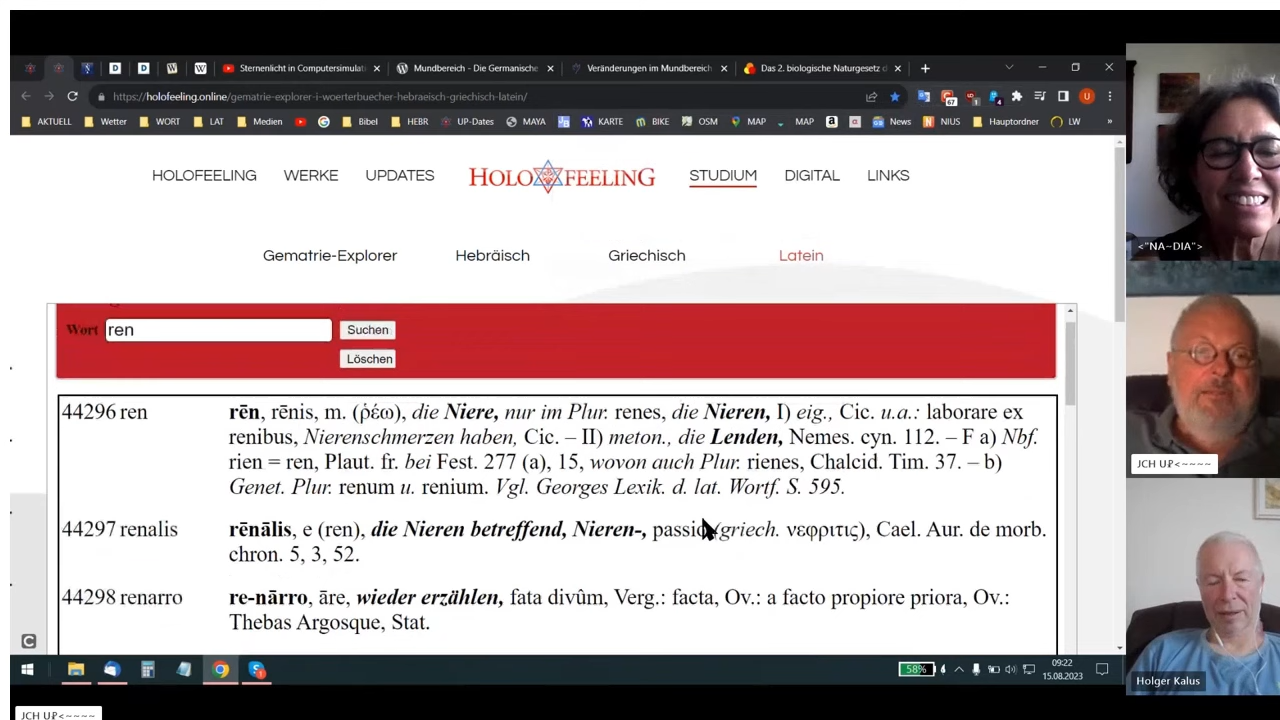 Sternenlicht in Computersimulat
Mundbereich - Die Germanische
Veränderungen im Mundbereich
Das 2. biologische Naturgesetz d
https://holofeeling.online/gematrie-explorer-i-woerterbuecher-hebraeisch-griechisch-latein/
AKTUELL Wetter WORT LAT Medien Bibel HEBR UP-Dates MAYA KARTE BIKE OSM MAP MAP News NIUS Hauptordner LW »
HOLOFEELING WERKE UPDATES HOLOFEELING STUDIUM DIGITAL LINKS
Gematrie-Explorer Hebräisch Griechisch Latein
Wort ren Suchen
Löschen
44296 ren rēn, rēnis, m. (ῥέω), die Niere, nur im Plur. renes, die Nieren, I) eig., Cic. u.a.: laborare ex
renibus, Nierenschmerzen haben, Cic. – II) meton., die Lenden, Nemes. cyn. 112. – F a) Nbf.
rien = ren, Plaut. fr. bei Fest. 277 (a), 15, wovon auch Plur. rienes, Chalcid. Tim. 37. – b)
Genet. Plur. renum u. renium. Vgl. Georges Lexik. d. lat. Wortf. S. 595.
44297 renalis rēnālis, e (ren), die Nieren betreffend, Nieren-, passio (griech. νεφριτις), Cael. Aur. de morb.
chron. 5, 3, 52.
44298 renarro re-nārro, āre, wieder erzählen, fata divûm, Verg.: facta, Ov.: a facto propiore priora, Ov.:
Thebas Argosque, Stat.
58% 09:22
15.08.2023
<"NA~DIA">
JCH UP<~~~~
Holger Kalus
JCH UP<~~~~